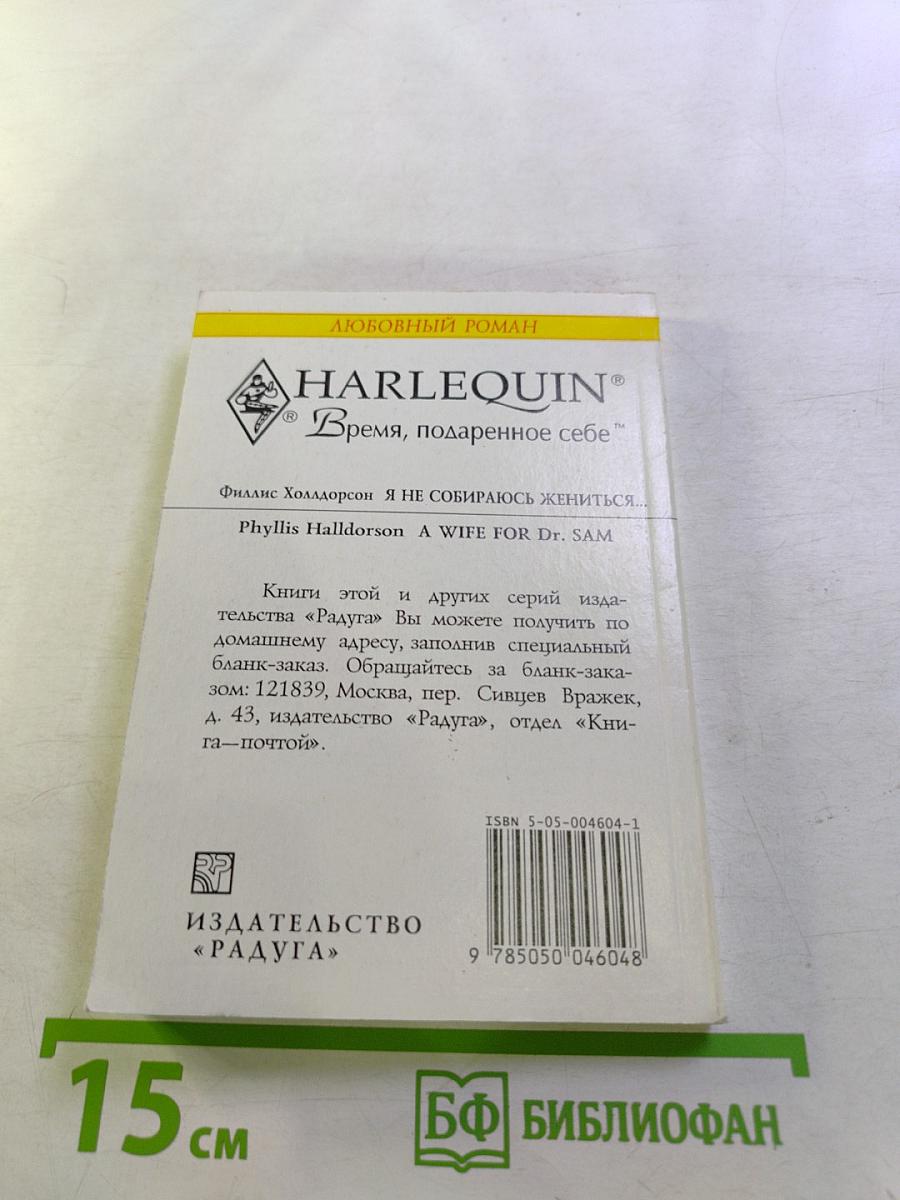 ЛЮБОВНЫЙ РОМАН
HARLEQUIN®
® Время, подаренное себе™
Филлис Холлдорсон Я НЕ СОБИРАЮСЬ ЖЕНИТЬСЯ...
Phyllis Halldorson A WIFE FOR Dr. SAM
Книги этой и других серий изда-
тельства «Радуга» Вы можете получить по
домашнему адресу, заполнив специальный
бланк-заказ. Обращайтесь за бланк-зака-
зом: 121839, Москва, пер. Сивцев Вражек,
д. 43, издательство «Радуга», отдел «Кни-
га—почтой».
ISBN 5-05-004604-1
9 785050 046048
ИЗДАТЕЛЬСТВО
«РАДУГА»
15 см
БФ БИБЛИОФАН